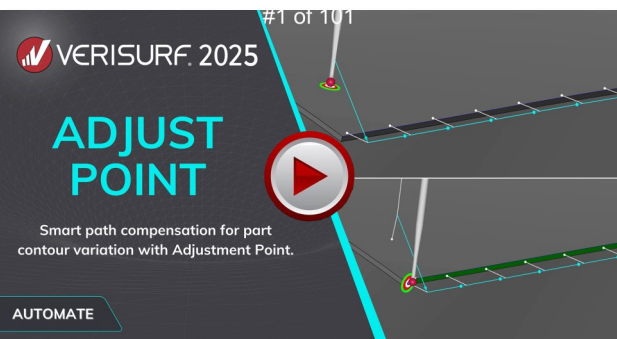 #1 of 101
VERISURF. 2025
ADJUST
POINT
Smart path compensation for part
contour variation with Adjustment Point.
AUTOMATE